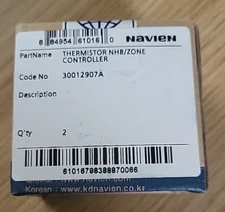 8 84954 61016 0
NAVIEN
PartName THERMISTOR NHB/ZONE
CONTROLLER
Code No 30012907A
Description
Q'ty 2
61016798388870066
Korean : www.kdnavien.co.kr